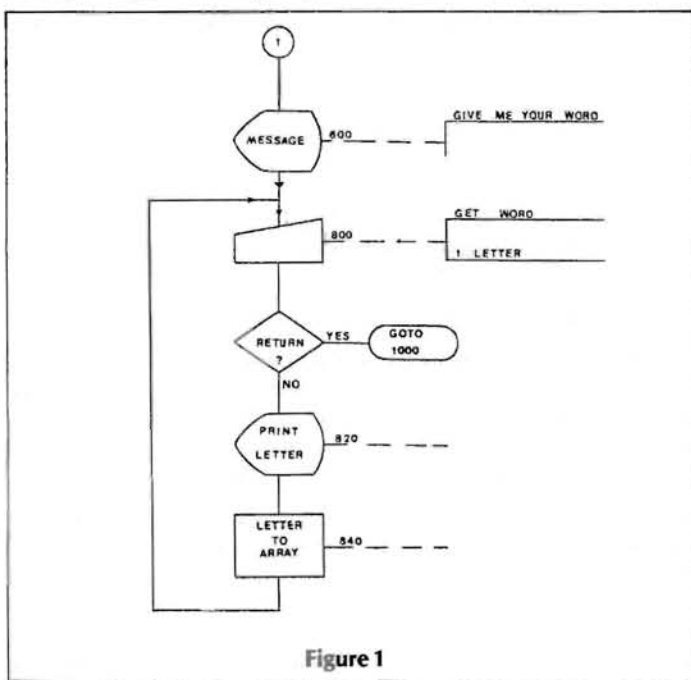 1
MESSAGE
600
GIVE ME YOUR WORD
800
GET WORD
1 LETTER
RETURN
?
YES
GOTO
1000
NO
PRINT
LETTER
820
LETTER
TO
ARRAY
840
Figure 1